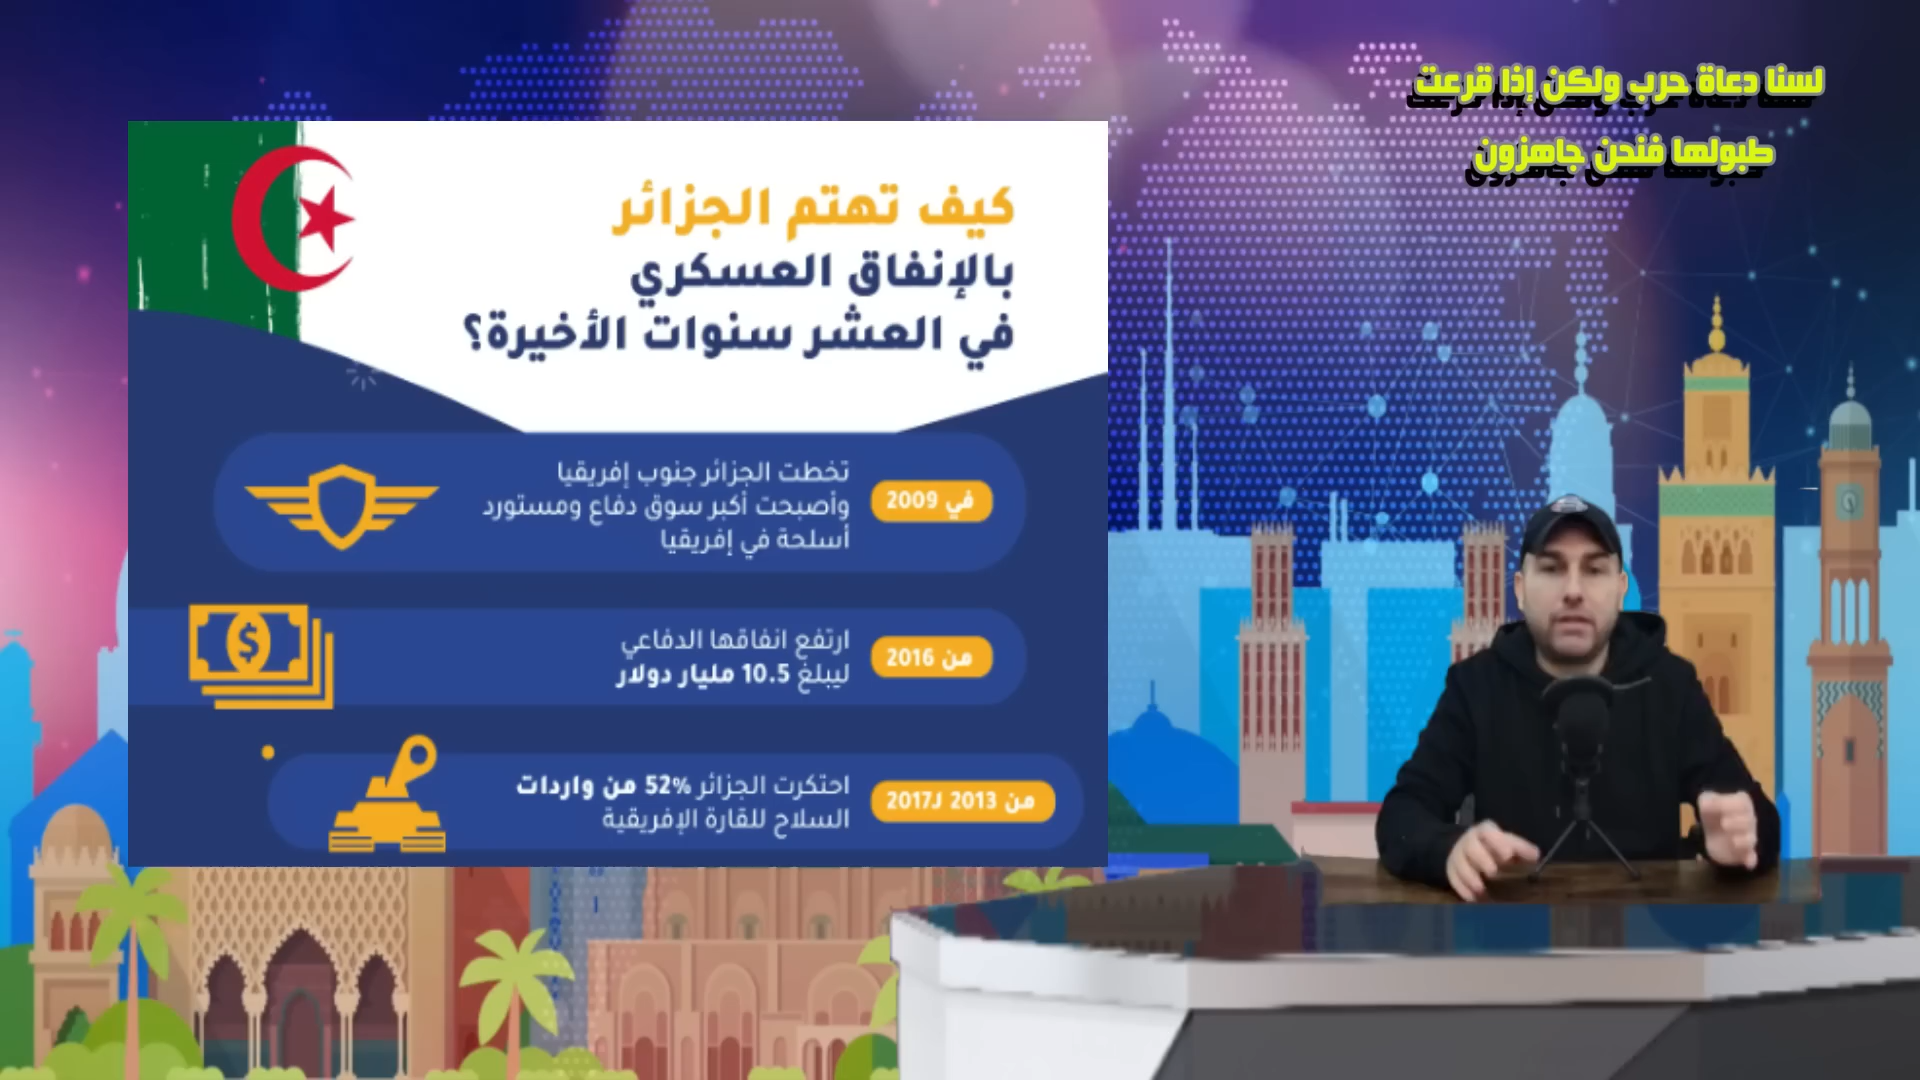 لسنا دعاة حرب ولكن إذا قرعت
طبولها فنحن جاهزون
كيف تهتم الجزائر
بالإنفاق العسكري
في العشر سنوات الأخيرة؟
في 2009
تخطت الجزائر جنوب إفريقيا
وأصبحت أكبر سوق دفاع ومستورد
أسلحة في إفريقيا
من 2016
ارتفع انفاقها الدفاعي
ليبلغ 10.5 مليار دولار
من 2013 لـ2017
احتكرت الجزائر 52% من واردات
السلاح للقارة الإفريقية